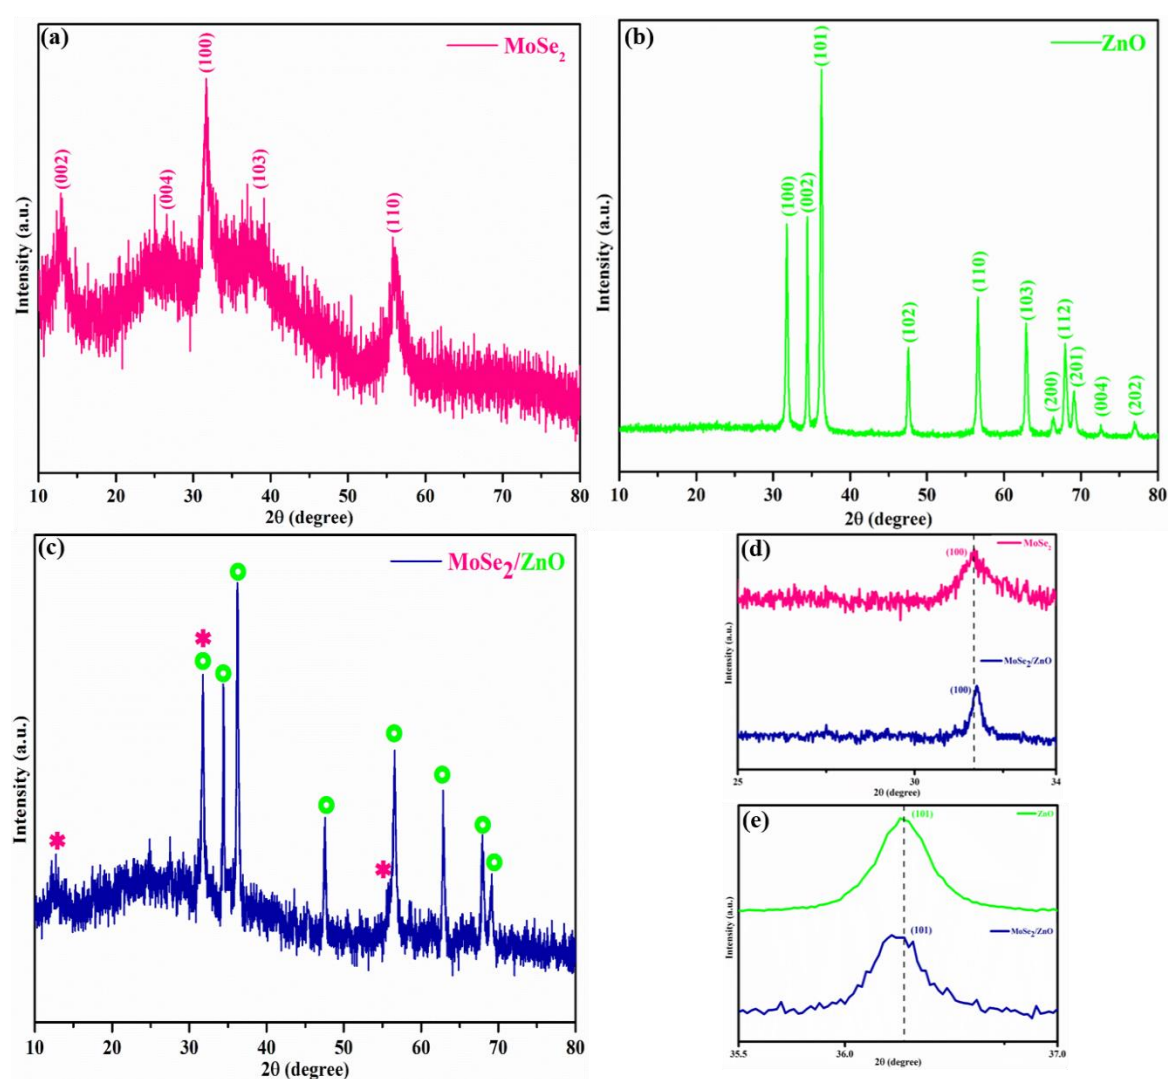 (a)
MoSe₂
(002)
(004)
(100)
(103)
(110)
Intensity (a.u.)
10 20 30 40 50 60 70 80
2θ (degree)
(b)
ZnO
(100)
(002)
(101)
(102)
(110)
(103)
(200)
(112)
(201)
(004)
(202)
Intensity (a.u.)
10 20 30 40 50 60 70 80
2θ (degree)
(c)
MoSe₂/ZnO
Intensity (a.u.)
10 20 30 40 50 60 70 80
2θ (degree)
(d)
MoSe₂
(100)
MoSe₂/ZnO
(100)
Intensity (a.u.)
25 30 34
2θ (degree)
(e)
ZnO
(101)
MoSe₂/ZnO
(101)
Intensity (a.u.)
35.5 36.0 36.5 37.0
2θ (degree)